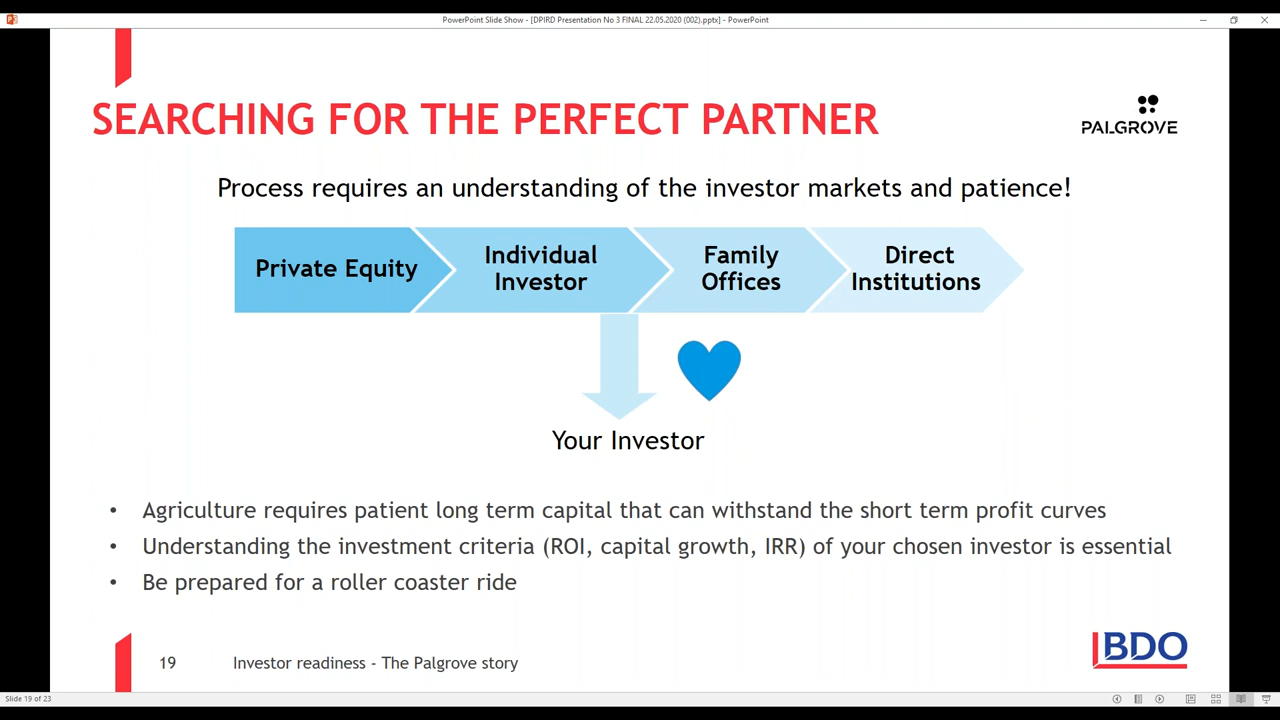 PowerPoint Slide Show - [DPIRD Presentation No 3 FINAL 22.05.2020 (002).pptx] - PowerPoint
SEARCHING FOR THE PERFECT PARTNER
PALGROVE
Process requires an understanding of the investor markets and patience!
Private Equity
Individual
Investor
Family
Offices
Direct
Institutions
Your Investor
• Agriculture requires patient long term capital that can withstand the short term profit curves
• Understanding the investment criteria (ROI, capital growth, IRR) of your chosen investor is essential
• Be prepared for a roller coaster ride
19
Investor readiness - The Palgrove story
BDO
Slide 19 of 23